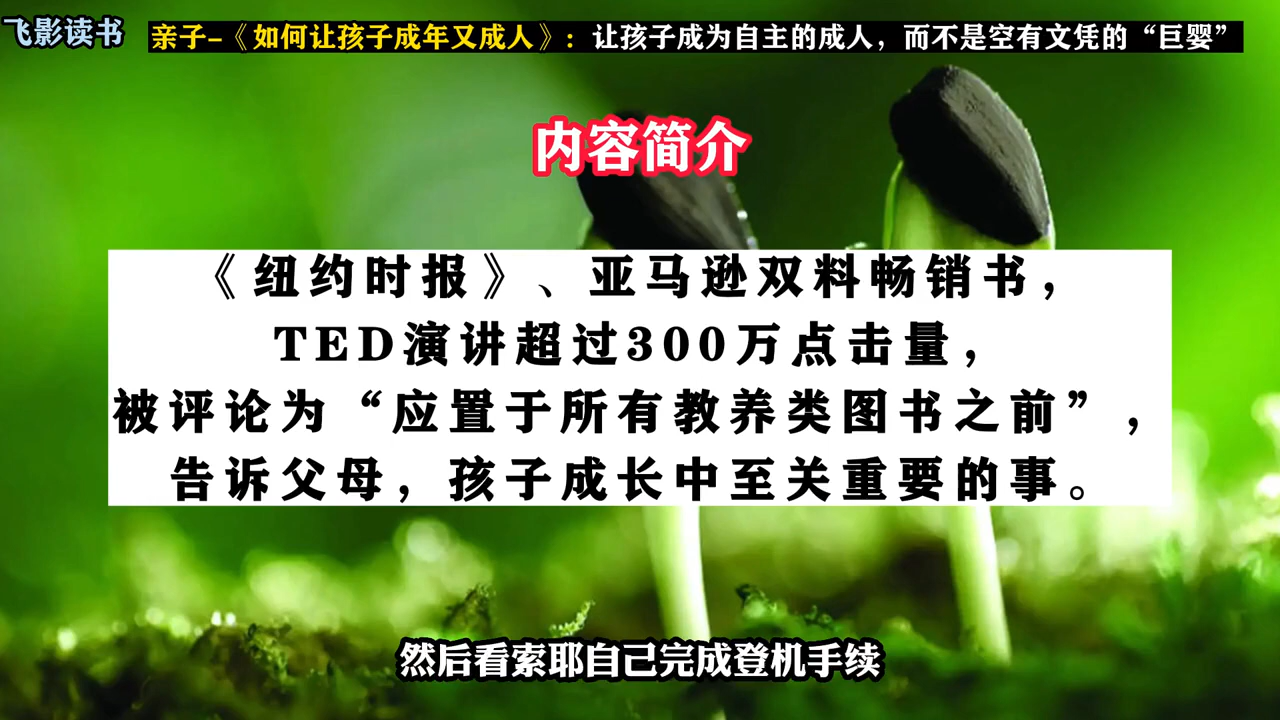 飞影读书
亲子-《如何让孩子成年又成人》：让孩子成为自主的成人，而不是空有文凭的“巨婴”
内容简介
《纽约时报》、亚马逊双料畅销书，
TED演讲超过300万点击量，
被评论为“应置于所有教养类图书之前”，
告诉父母，孩子成长中至关重要的事。
然后看索耶自己完成登机手续